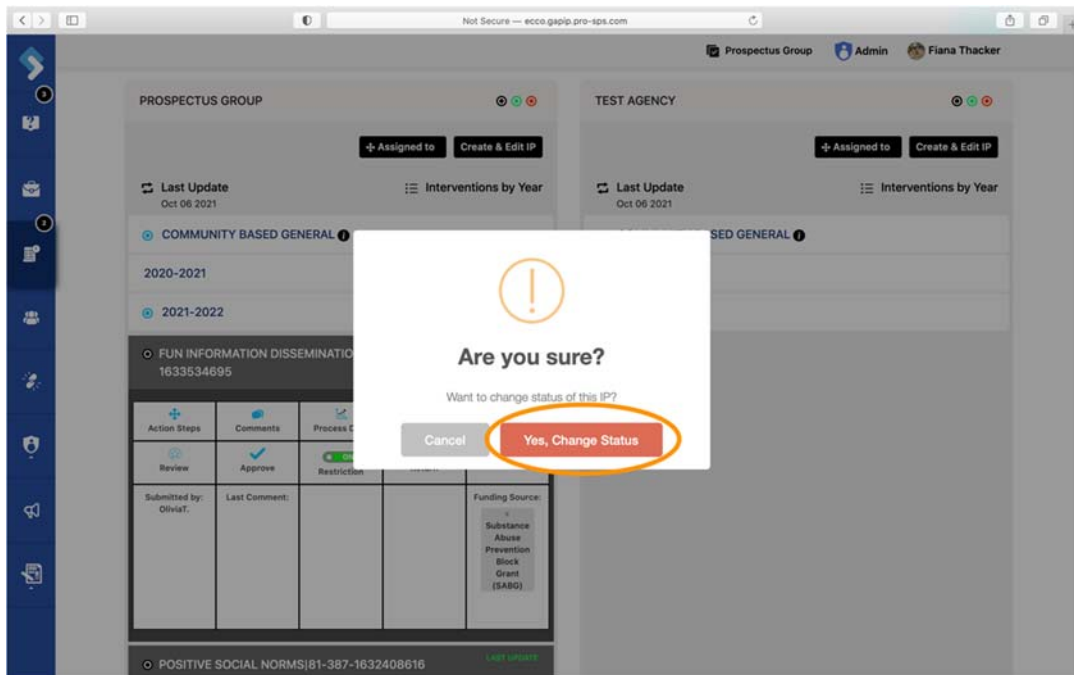 Not Secure — ecco.gapip.pro-sps.com
Prospectus Group
Admin
Fiana Thacker
3
2
PROSPECTUS GROUP
Assigned to
Create & Edit IP
Last Update
Oct 06 2021
Interventions by Year
COMMUNITY BASED GENERAL
2020-2021
2021-2022
FUN INFORMATION DISSEMINATIO
1633534695
Action Steps
Comments
Process
Review
Approve
ON
Restriction
Submitted by:
OliviaT.
Last Comment:
Funding Source:
Substance
Abuse
Prevention
Block
Grant
(SABG)
POSITIVE SOCIAL NORMS|81-387-1632408616
LAST UPDATE
TEST AGENCY
Assigned to
Create & Edit IP
Last Update
Oct 06 2021
Interventions by Year
SED GENERAL
Are you sure?
Want to change status of this IP?
Cancel
Yes, Change Status